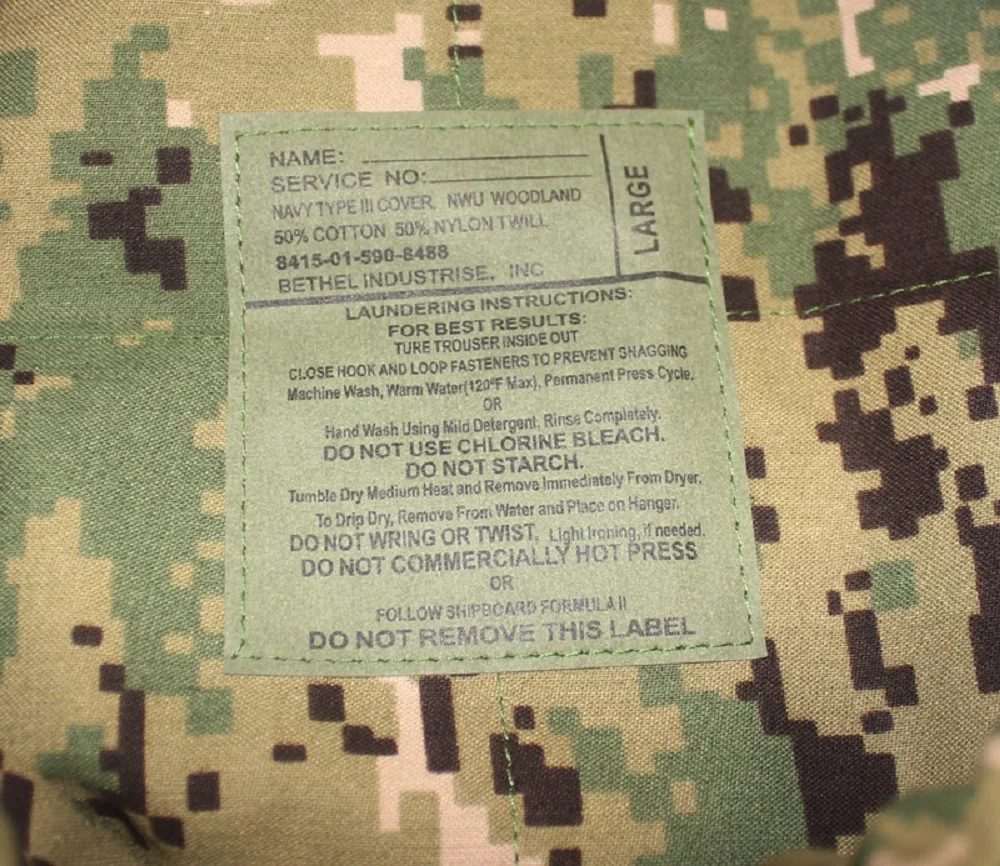 NAME:
SERVICE NO:
NAVY TYPE III COVER, NWU WOODLAND
50% COTTON 50% NYLON TWILL
8415-01-590-8488
BETHEL INDUSTRISE, INC
LARGE
LAUNDERING INSTRUCTIONS:
FOR BEST RESULTS:
TURE TROUSER INSIDE OUT
CLOSE HOOK AND LOOP FASTENERS TO PREVENT SNAGGING
Machine Wash, Warm Water(120°F Max), Permanent Press Cycle.
OR
Hand Wash Using Mild Detergent, Rinse Completely.
DO NOT USE CHLORINE BLEACH.
DO NOT STARCH.
Tumble Dry Medium Heat and Remove Immediately From Dryer.
To Drip Dry, Remove From Water and Place on Hanger.
DO NOT WRING OR TWIST. Light Ironing, if needed.
DO NOT COMMERCIALLY HOT PRESS
OR
FOLLOW SHIPBOARD FORMULA II
DO NOT REMOVE THIS LABEL